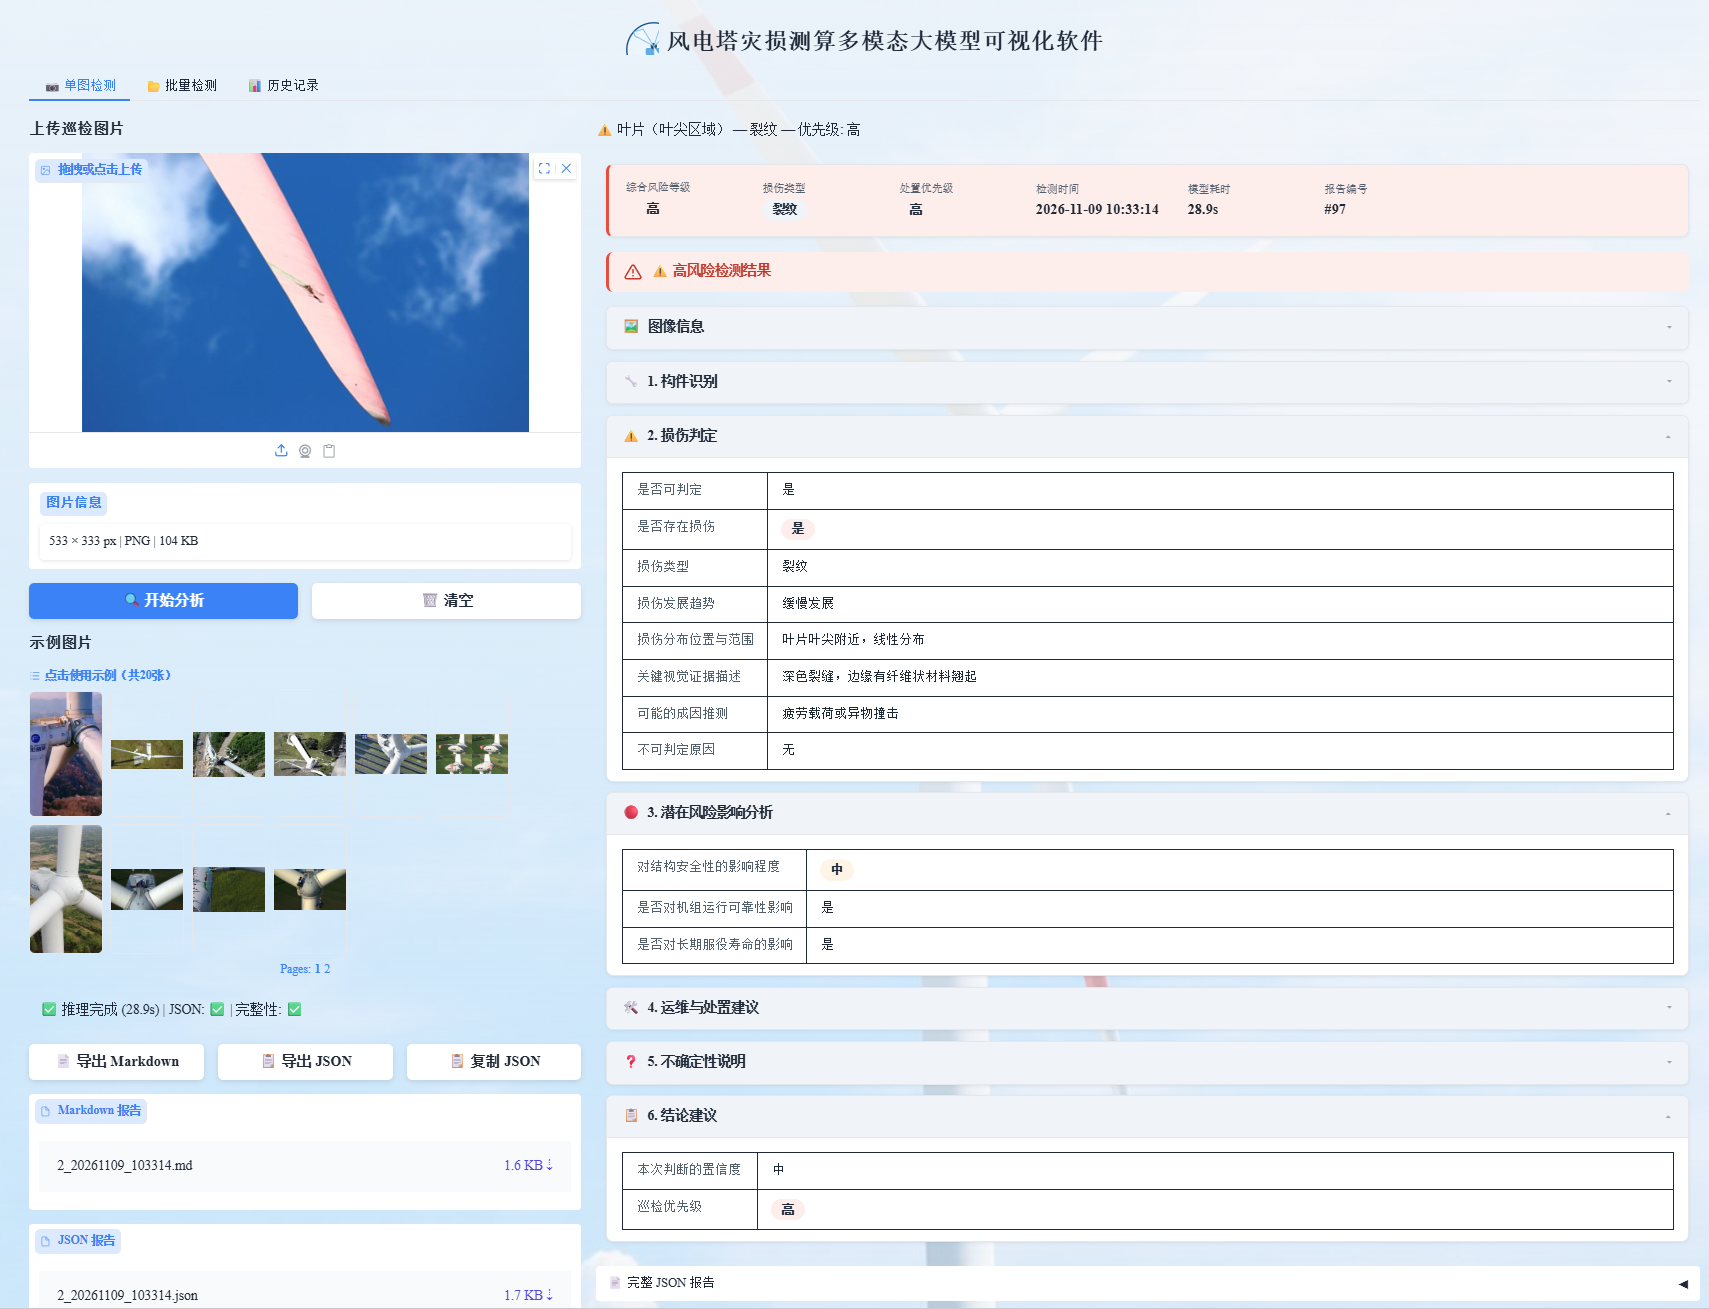 风电塔灾损测算多模态大模型可视化软件
单图检测
批量检测
历史记录
上传巡检图片
拖拽或点击上传
图片信息
533 × 333 px | PNG | 104 KB
开始分析
清空
示例图片
点击使用示例（共20张）
Pages: 1 2
推理完成 (28.9s) | JSON: | 完整性:
导出 Markdown
导出 JSON
复制 JSON
Markdown 报告
2_20261109_103314.md
1.6 KB ⇣
JSON 报告
2_20261109_103314.json
1.7 KB ⇣
叶片（叶尖区域） — 裂纹 — 优先级: 高
综合风险等级
高
损伤类型
裂纹
处置优先级
高
检测时间
2026-11-09 10:33:14
模型耗时
28.9s
报告编号
#97
高风险检测结果
图像信息
1. 构件识别
2. 损伤判定
是否可判定 是
是否存在损伤 是
损伤类型 裂纹
损伤发展趋势 缓慢发展
损伤分布位置与范围 叶片叶尖附近，线性分布
关键视觉证据描述 深色裂缝，边缘有纤维状材料翘起
可能的成因推测 疲劳载荷或异物撞击
不可判定原因 无
3. 潜在风险影响分析
对结构安全性的影响程度 中
是否对机组运行可靠性影响 是
是否对长期服役寿命的影响 是
4. 运维与处置建议
5. 不确定性说明
6. 结论建议
本次判断的置信度 中
巡检优先级 高
完整 JSON 报告